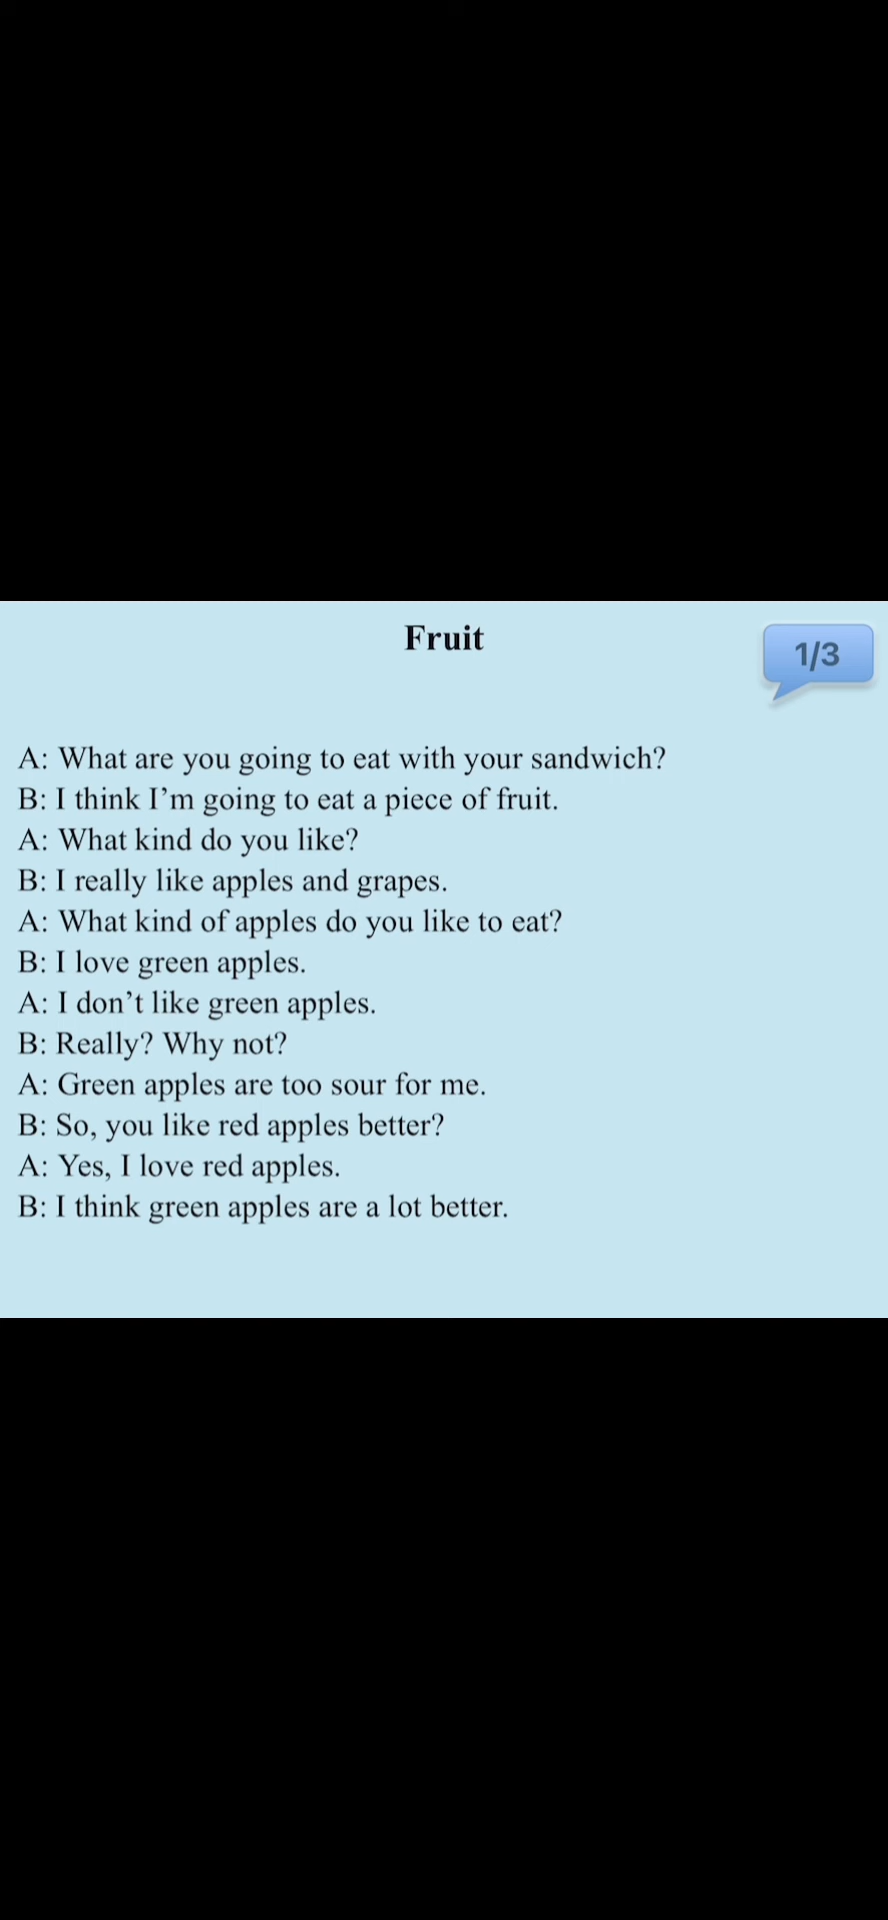 Fruit
1/3
A: What are you going to eat with your sandwich?
B: I think I’m going to eat a piece of fruit.
A: What kind do you like?
B: I really like apples and grapes.
A: What kind of apples do you like to eat?
B: I love green apples.
A: I don’t like green apples.
B: Really? Why not?
A: Green apples are too sour for me.
B: So, you like red apples better?
A: Yes, I love red apples.
B: I think green apples are a lot better.